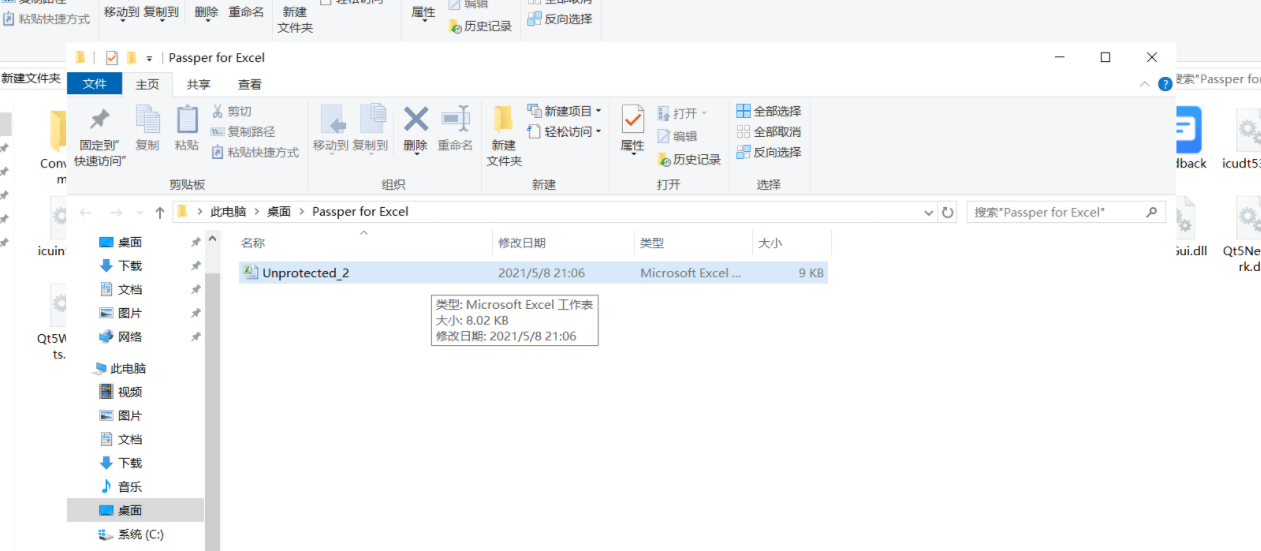 粘贴快捷方式
移动到 复制到
删除 重命名
新建
文件夹
属性
编辑
历史记录
全部取消
反向选择
Passper for Excel
新建文件夹
文件 主页 共享 查看
搜索"Passper fo
固定到"
快速访问"
复制
粘贴
剪切
复制路径
粘贴快捷方式
剪贴板
移动到 复制到
删除 重命名
组织
新建
文件夹
新建项目
轻松访问
新建
属性
打开
编辑
历史记录
打开
全部选择
全部取消
反向选择
选择
此电脑 > 桌面 > Passper for Excel
搜索"Passper for Excel"
名称 修改日期 类型 大小
Unprotected_2 2021/5/8 21:06 Microsoft Excel ... 9 KB
类型: Microsoft Excel 工作表
大小: 8.02 KB
修改日期: 2021/5/8 21:06
桌面
下载
文档
图片
网络
此电脑
视频
图片
文档
下载
音乐
桌面
系统 (C:)
Conv
m
icuin
Qt5W
ts.
dback
icudt53
Gui.dll
Qt5Ne
rk.d